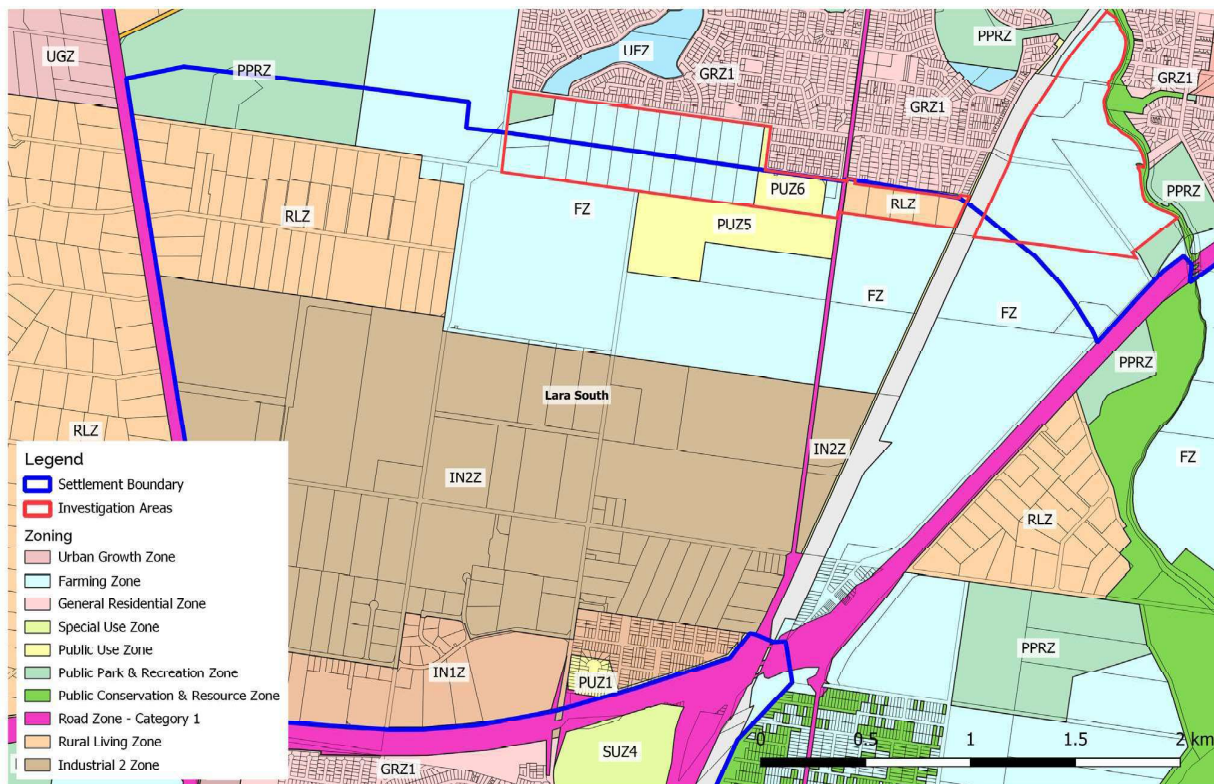 UGZ
PPRZ
UFZ
GRZ1
PPRZ
GRZ1
GRZ1
RLZ
FZ
PUZ6
RLZ
PPRZ
PUZ5
FZ
FZ
PPRZ
Lara South
RLZ
IN2Z
IN2Z
FZ
RLZ
Legend
Settlement Boundary
Investigation Areas
Zoning
Urban Growth Zone
Farming Zone
General Residential Zone
Special Use Zone
Public Use Zone
Public Park & Recreation Zone
Public Conservation & Resource Zone
Road Zone - Category 1
Rural Living Zone
Industrial 2 Zone
IN1Z
PUZ1
PPRZ
SUZ4
GRZ1
0 0.5 1 1.5 2 km